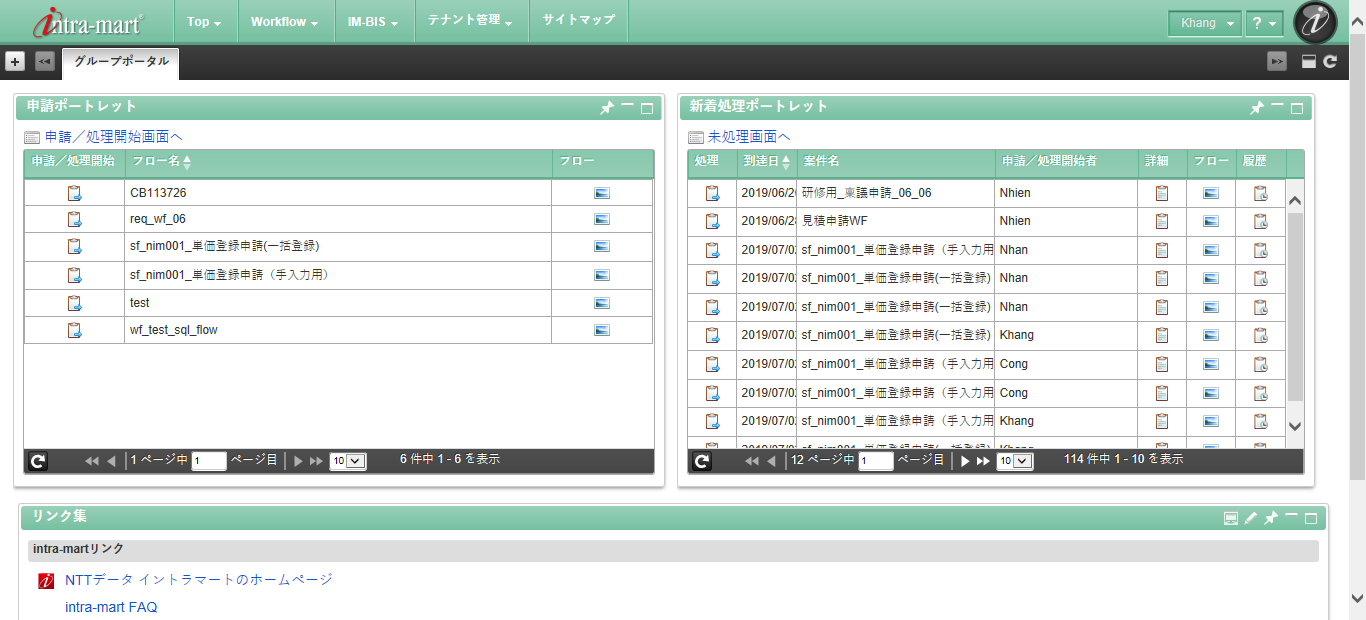 intra-mart
Top Workflow IM-BIS テナント管理 サイトマップ Khang ?
グループポータル
申請ポートレット
申請／処理開始画面へ
申請／処理開始 フロー名 フロー
CB113726
req_wf_06
sf_nim001_単価登録申請(一括登録)
sf_nim001_単価登録申請（手入力用）
test
wf_test_sql_flow
1 ページ中 1 ページ目 10 6 件中 1 - 6 を表示
新着処理ポートレット
未処理画面へ
処理 到達日 案件名 申請／処理開始者 詳細 フロー 履歴
2019/06/2 研修用_稟議申請_06_06 Nhien
2019/06/2 見積申請WF Nhien
2019/07/0 sf_nim001_単価登録申請（手入力用 Nhan
2019/07/0 sf_nim001_単価登録申請(一括登録) Nhan
2019/07/0 sf_nim001_単価登録申請(一括登録) Nhan
2019/07/0 sf_nim001_単価登録申請(一括登録) Khang
2019/07/0 sf_nim001_単価登録申請（手入力用 Cong
2019/07/0 sf_nim001_単価登録申請（手入力用 Cong
2019/07/0 sf_nim001_単価登録申請（手入力用 Khang
12 ページ中 1 ページ目 10 114 件中 1 - 10 を表示
リンク集
intra-martリンク
NTTデータ イントラマートのホームページ
intra-mart FAQ